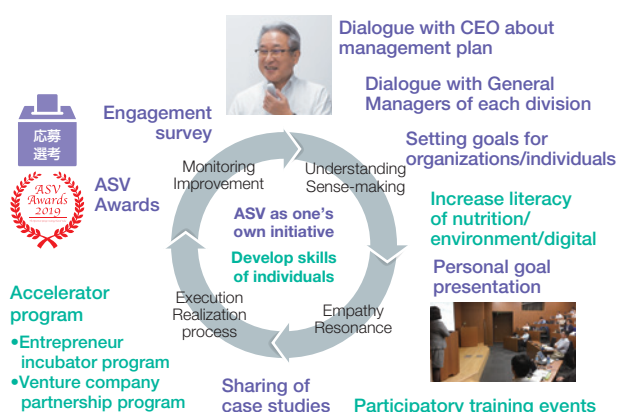 Dialogue with CEO about
management plan
Dialogue with General
Managers of each division
Engagement
survey
応募
選考
Setting goals for
organizations/individuals
Monitoring
Improvement
Understanding
Sense-making
ASV
Awards
2019
ASV
Awards
ASV as one's
own initiative
Develop skills
of individuals
Increase literacy
of nutrition/
environment/digital
Personal goal
presentation
Execution
Realization
process
Empathy
Resonance
Accelerator
program
•Entrepreneur
incubator program
•Venture company
partnership program
Sharing of
case studies
Participatory training events